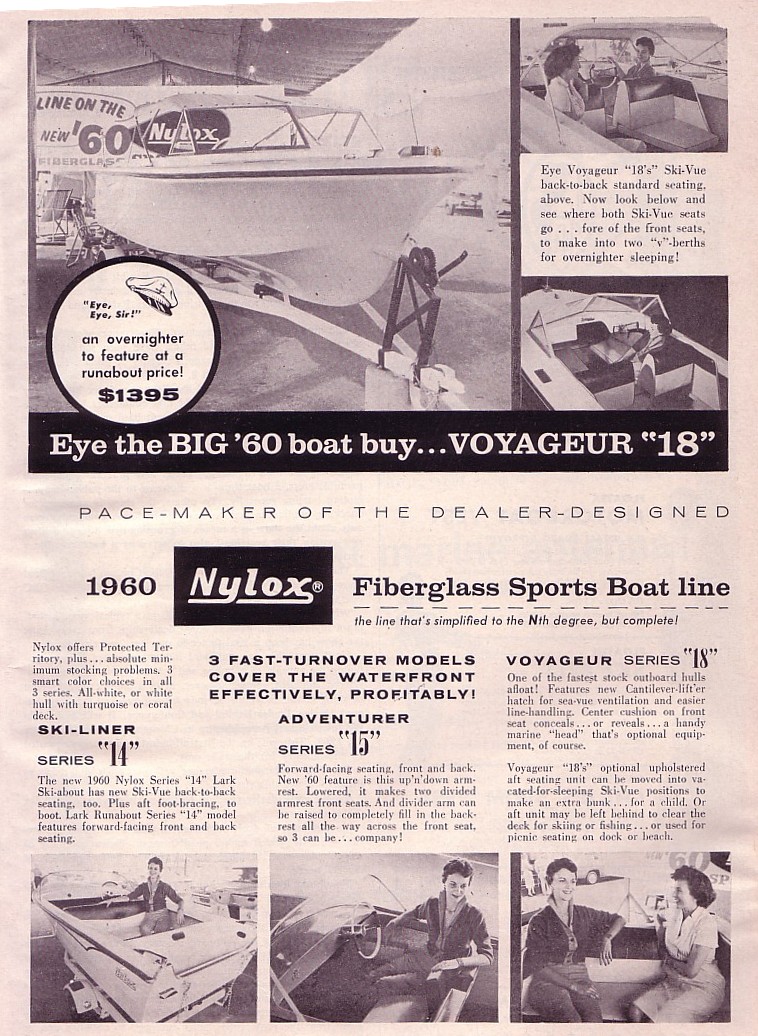 LINE ON THE
NEW '60
FIBERGLASS
Nylox
"Eye,
Eye, Sir!"
an overnighter
to feature at a
runabout price!
$1395
Eye Voyageur "18's" Ski-Vue
back-to-back standard seating,
above. Now look below and
see where both Ski-Vue seats
go . . . fore of the front seats,
to make into two "v"-berths
for overnighter sleeping!
Eye the BIG '60 boat buy...VOYAGEUR "18"
PACE-MAKER OF THE DEALER-DESIGNED
1960 Nylox® Fiberglass Sports Boat line
the line that's simplified to the Nth degree, but complete!
Nylox offers Protected Ter-
ritory, plus . . . absolute min-
imum stocking problems. 3
smart color choices in all
3 series. All-white, or white
hull with turquoise or coral
deck.
SKI-LINER
SERIES "14"
The new 1960 Nylox Series "14" Lark
Ski-about has new Ski-Vue back-to-back
seating, too. Plus aft foot-bracing, to
boot. Lark Runabout Series "14" model
features forward-facing front and back
seating.
3 FAST-TURNOVER MODELS
COVER THE WATERFRONT
EFFECTIVELY, PROFITABLY!
ADVENTURER
SERIES "15"
Forward-facing seating, front and back.
New '60 feature is this up'n'down arm-
rest. Lowered, it makes two divided
armrest front seats. And divider arm can
be raised to completely fill in the back-
rest all the way across the front seat,
so 3 can be . . . company!
VOYAGEUR SERIES "18"
One of the fastest stock outboard hulls
afloat! Features new Cantilever-lift'er
hatch for sea-vue ventilation and easier
line-handling. Center cushion on front
seat conceals . . . or reveals . . . a handy
marine "head" that's optional equip-
ment, of course.
Voyageur "18's" optional upholstered
aft seating unit can be moved into va-
cated-for-sleeping Ski-Vue positions to
make an extra bunk . . . for a child. Or
aft unit may be left behind to clear the
deck for skiing or fishing . . . or used for
picnic seating on dock or beach.
'60
SP